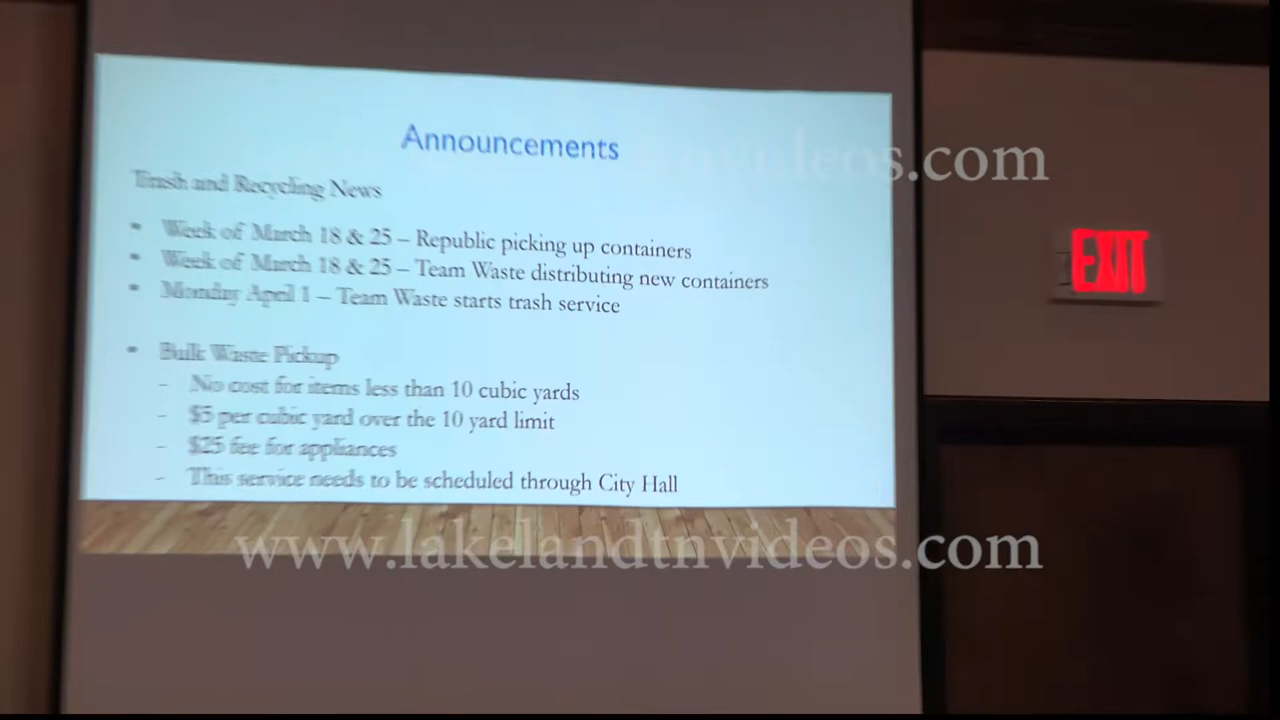 Announcements
videos.com
Trash and Recycling News
• Week of March 18 & 25 – Republic picking up containers
• Week of March 18 & 25 – Team Waste distributing new containers
• Monday April 1 – Team Waste starts trash service
EXIT
• Bulk Waste Pickup
- No cost for items less than 10 cubic yards
- $5 per cubic yard over the 10 yard limit
- $25 fee for appliances
- This service needs to be scheduled through City Hall
www.lakelandtnvideos.com